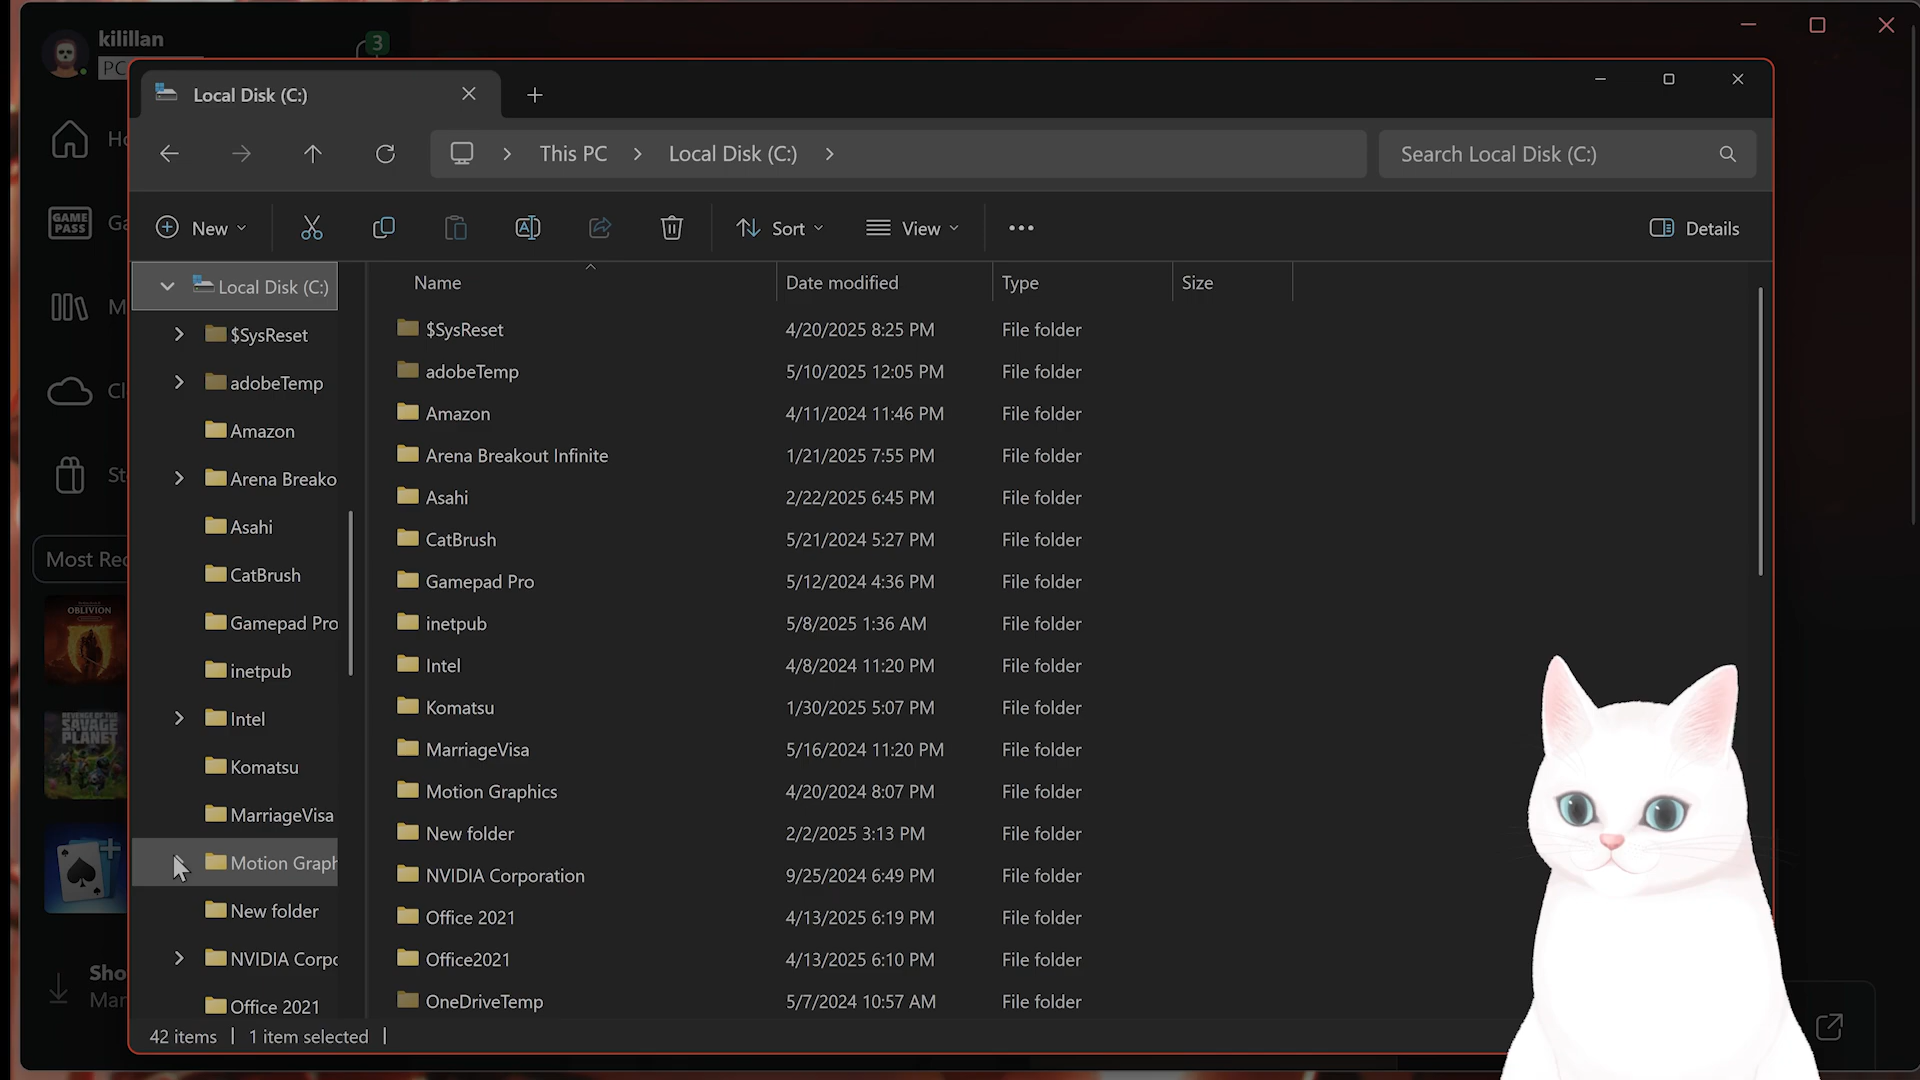 kilillan
3
PC
Local Disk (C:)
This PC
Local Disk (C:)
Search Local Disk (C:)
New
Sort
View
Details
GAME PASS
Most Rec
OBLIVION
REVENGE OF THE
SAVAGE
PLANET
Sho
Local Disk (C:)
$SysReset
adobeTemp
Amazon
Arena Breako
Asahi
CatBrush
Gamepad Pro
inetpub
Intel
Komatsu
MarriageVisa
Motion Graph
New folder
NVIDIA Corpo
Office 2021
Name Date modified Type Size
$SysReset 4/20/2025 8:25 PM File folder
adobeTemp 5/10/2025 12:05 PM File folder
Amazon 4/11/2024 11:46 PM File folder
Arena Breakout Infinite 1/21/2025 7:55 PM File folder
Asahi 2/22/2025 6:45 PM File folder
CatBrush 5/21/2024 5:27 PM File folder
Gamepad Pro 5/12/2024 4:36 PM File folder
inetpub 5/8/2025 1:36 AM File folder
Intel 4/8/2024 11:20 PM File folder
Komatsu 1/30/2025 5:07 PM File folder
MarriageVisa 5/16/2024 11:20 PM File folder
Motion Graphics 4/20/2024 8:07 PM File folder
New folder 2/2/2025 3:13 PM File folder
NVIDIA Corporation 9/25/2024 6:49 PM File folder
Office 2021 4/13/2025 6:19 PM File folder
Office2021 4/13/2025 6:10 PM File folder
OneDriveTemp 5/7/2024 10:57 AM File folder
42 items
1 item selected